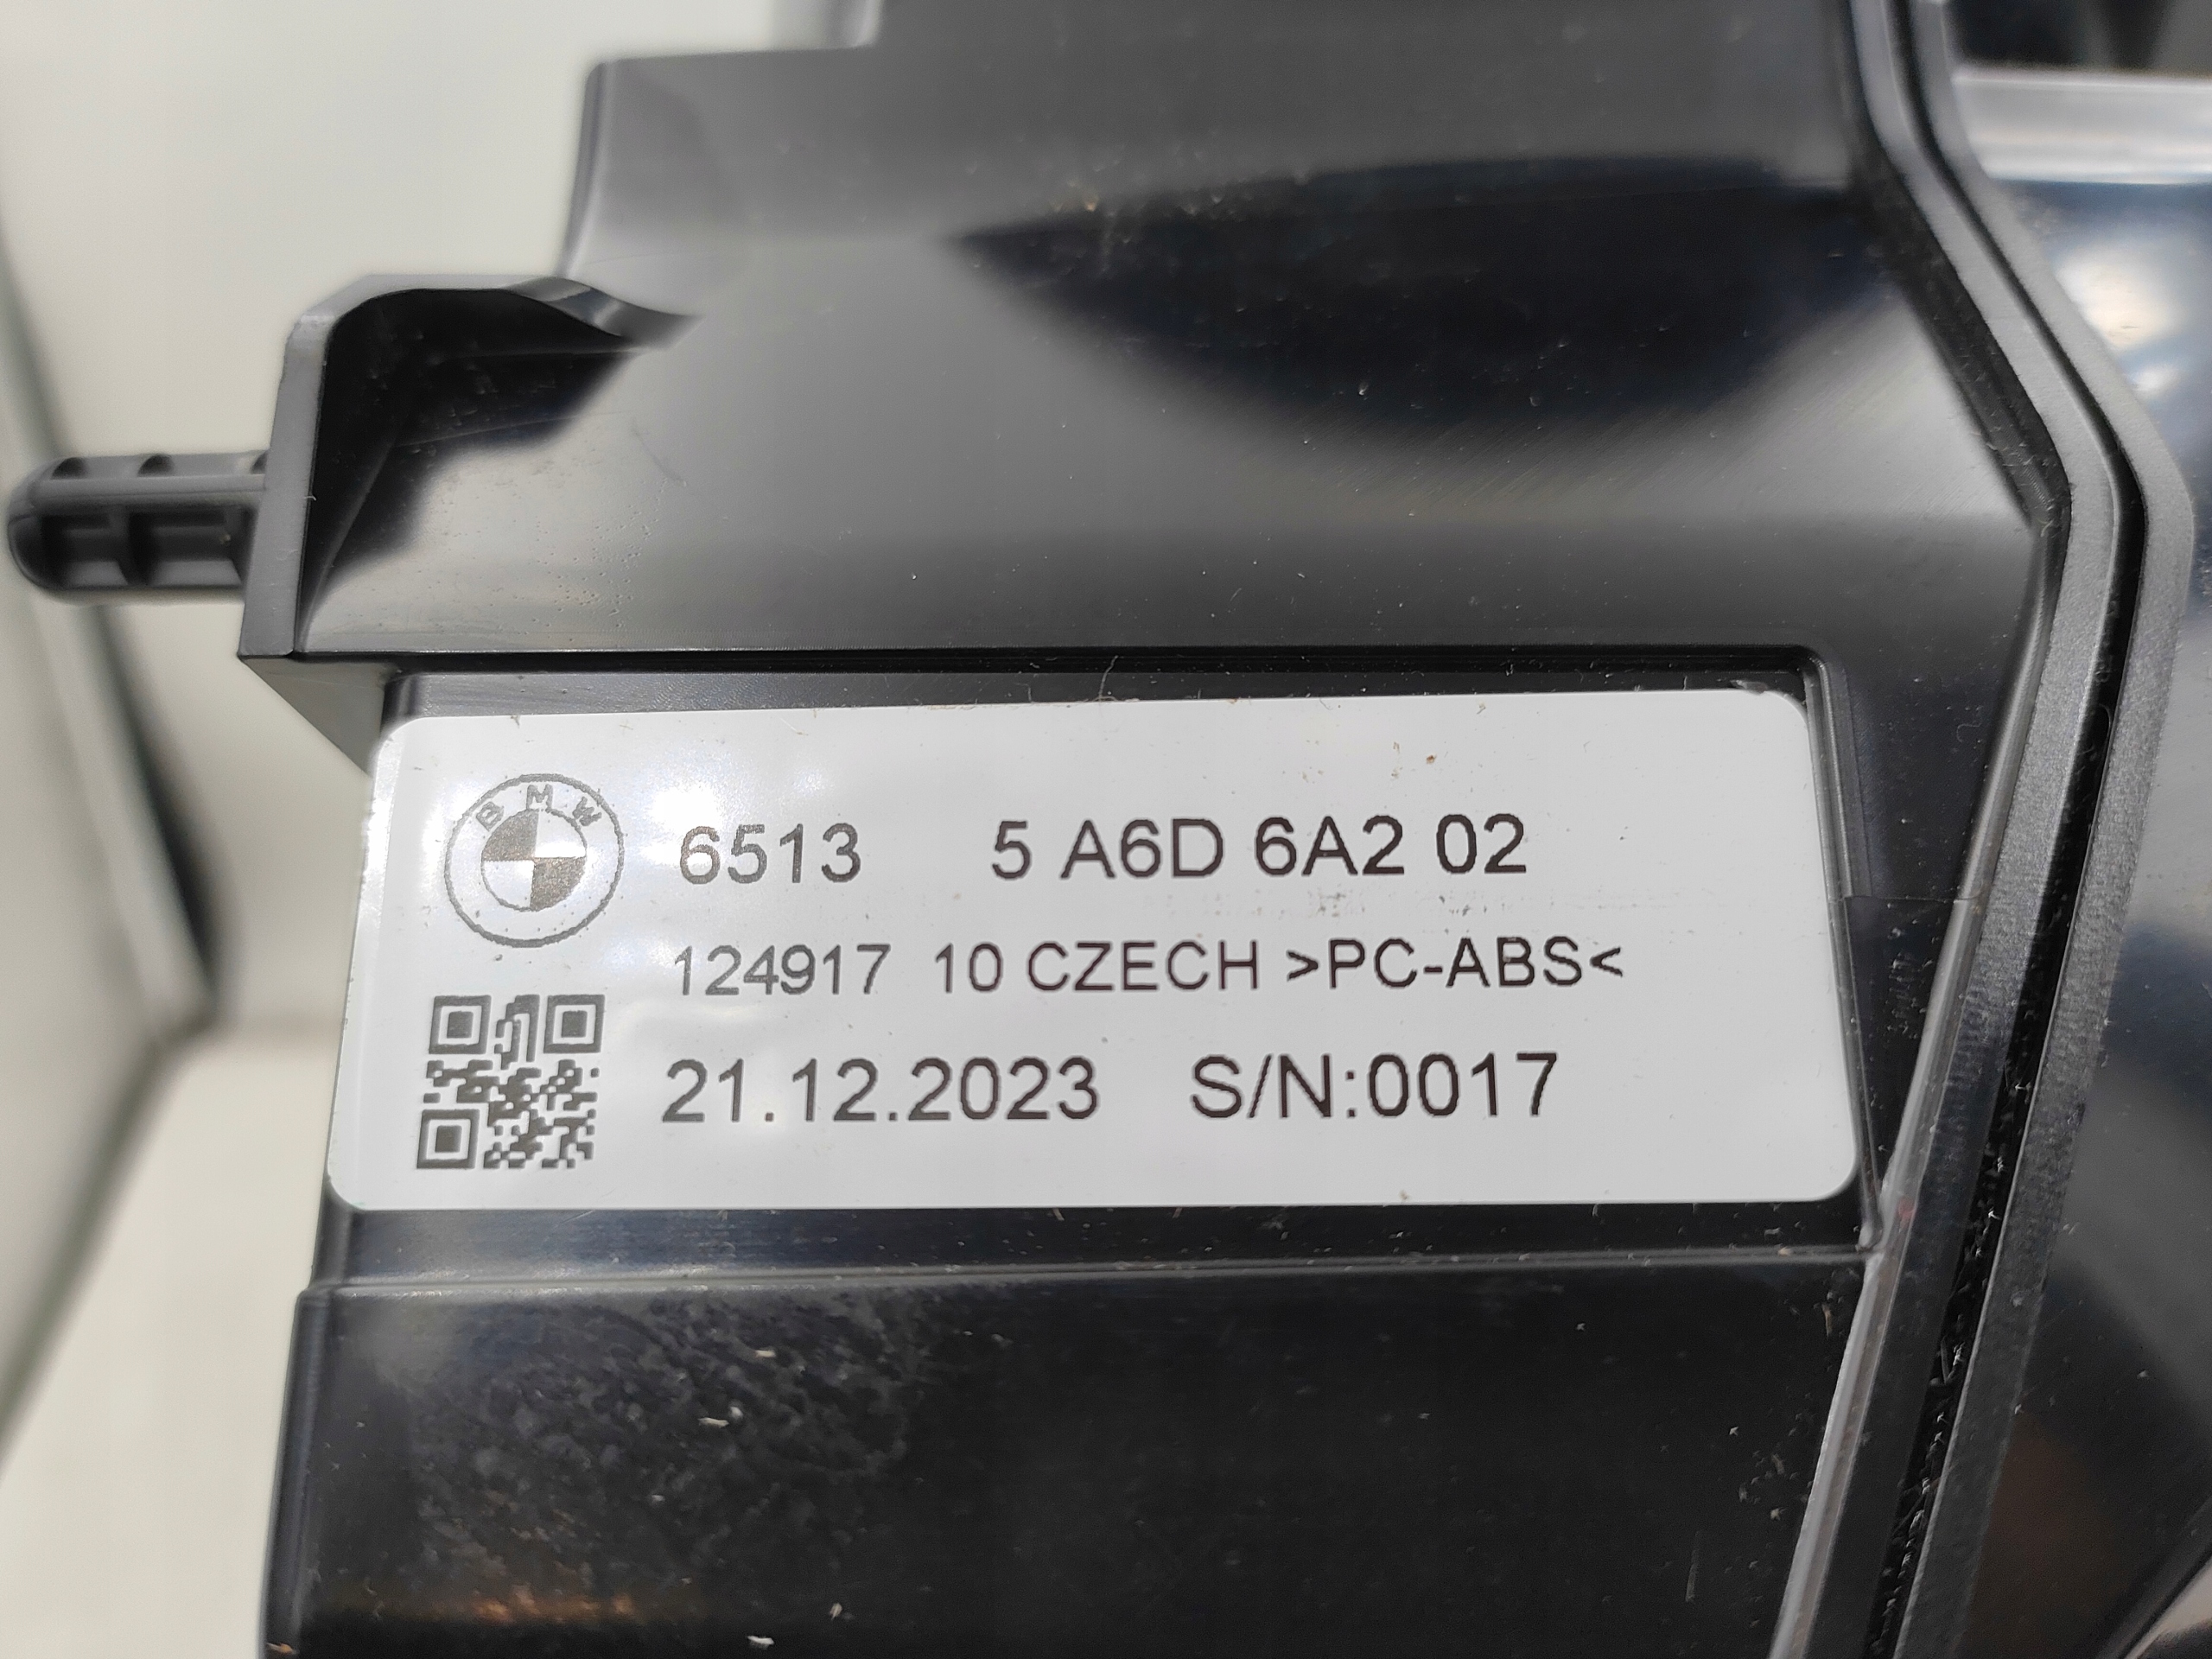 BMW
6513 5 A6D 6A2 02
124917 10 CZECH >PC-ABS<
21.12.2023 S/N:0017